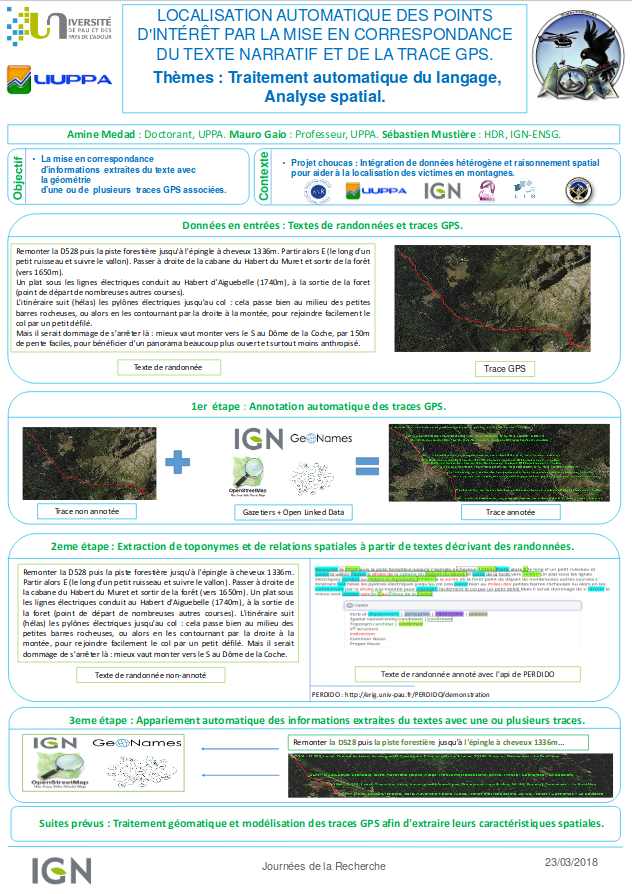 UNIVERSITÉ
DE PAU ET DES
PAYS DE L'ADOUR
LIUPPA
LOCALISATION AUTOMATIQUE DES POINTS
D'INTÉRÊT PAR LA MISE EN CORRESPONDANCE
DU TEXTE NARRATIF ET DE LA TRACE GPS.
Thèmes : Traitement automatique du langage,
Analyse spatial.
Amine Medad : Doctorant, UPPA. Mauro Gaio : Professeur, UPPA. Sébastien Mustière : HDR, IGN-ENSG.
Objectif
• La mise en correspondance
d'informations extraites du texte avec
la géométrie
d'une ou de plusieurs traces GPS associées.
Contexte
• Projet choucas : Intégration de données hétérogène et raisonnement spatial
pour aider à la localisation des victimes en montagnes.
LIUPPA
IGN
LIG
Données en entrées : Textes de randonnées et traces GPS.
Remonter la D528 puis la piste forestière jusqu'à l'épingle à cheveux 1336m. Partir alors E (le long d'un
petit ruisseau et suivre le vallon). Passer à droite de la cabane du Habert du Muret et sortir de la forêt
(vers 1650m).
Un plat sous les lignes électriques conduit au Habert d'Aiguebelle (1740m), à la sortie de la foret
(point de départ de nombreuses autres courses).
L'itinéraire suit (hélas) les pylônes électriques jusqu'au col : cela passe bien au milieu des petites
barres rocheuses, ou alors en les contournant par la droite à la montée, pour rejoindre facilement le
col par un petit défilé.
Mais il serait dommage de s'arrêter là : mieux vaut monter vers le S au Dôme de la Coche, par 150m
de pente faciles, pour bénéficier d'un panorama beaucoup plus ouvert et surtout moins anthropisé.
Texte de randonnée
Trace GPS
1er étape : Annotation automatique des traces GPS.
IGN
GeoNames
OpenStreetMap
The Free Wiki World Map
Trace non annotée
Gazetiers + Open Linked Data
Trace annotée
2eme étape : Extraction de toponymes et de relations spatiales à partir de textes décrivant des randonnées.
Remonter la D528 puis la piste forestière jusqu'à l'épingle à cheveux 1336m.
Partir alors E (le long d'un petit ruisseau et suivre le vallon). Passer à droite de
la cabane du Habert du Muret et sortir de la forêt (vers 1650m). Un plat sous
les lignes électriques conduit au Habert d'Aiguebelle (1740m), à la sortie de
la foret (point de départ de nombreuses autres courses). L'itinéraire suit
(hélas) les pylônes électriques jusqu'au col : cela passe bien au milieu des
petites barres rocheuses, ou alors en les contournant par la droite à la
montée, pour rejoindre facilement le col par un petit défilé. Mais il serait
dommage de s'arrêter là : mieux vaut monter vers le S au Dôme de la Coche.
Texte de randonnée non-annoté
Texte de randonnée annoté avec l'api de PERDIDO
PERDIDO : http://erig.univ-pau.fr/PERDIDO/demonstration
3eme étape : Appariement automatique des informations extraites du textes avec une ou plusieurs traces.
IGN
GeoNames
OpenStreetMap
The Free Wiki World Map
Remonter la D528 puis la piste forestière jusqu'à l'épingle à cheveux 1336m...
Suites prévus : Traitement géomatique et modélisation des traces GPS afin d'extraire leurs caractéristiques spatiales.
IGN
Journées de la Recherche
23/03/2018